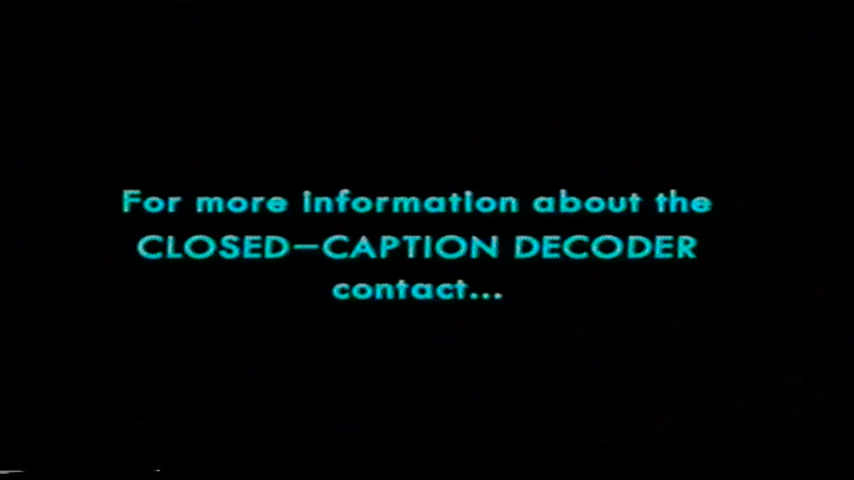 For more information about the
CLOSED–CAPTION DECODER
contact...